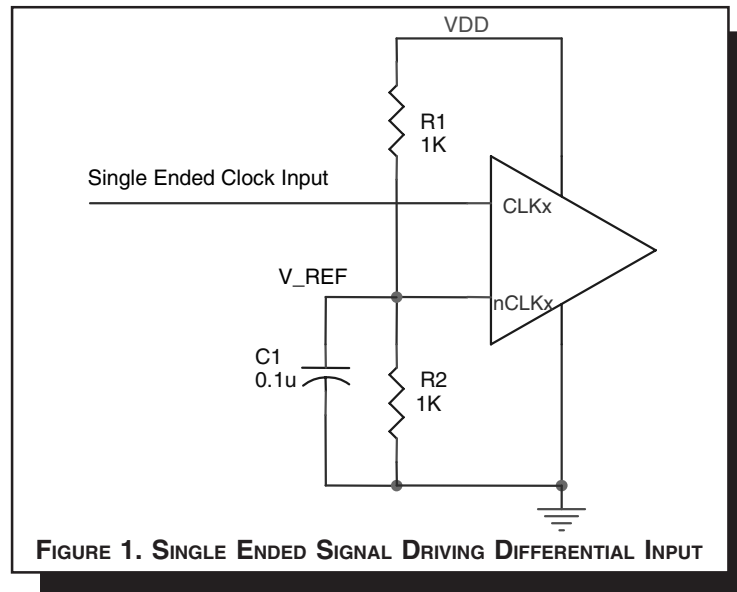 VDD
R1
1K
Single Ended Clock Input
CLKx
V_REF
nCLKx
C1
0.1u
R2
1K
FIGURE 1. SINGLE ENDED SIGNAL DRIVING DIFFERENTIAL INPUT